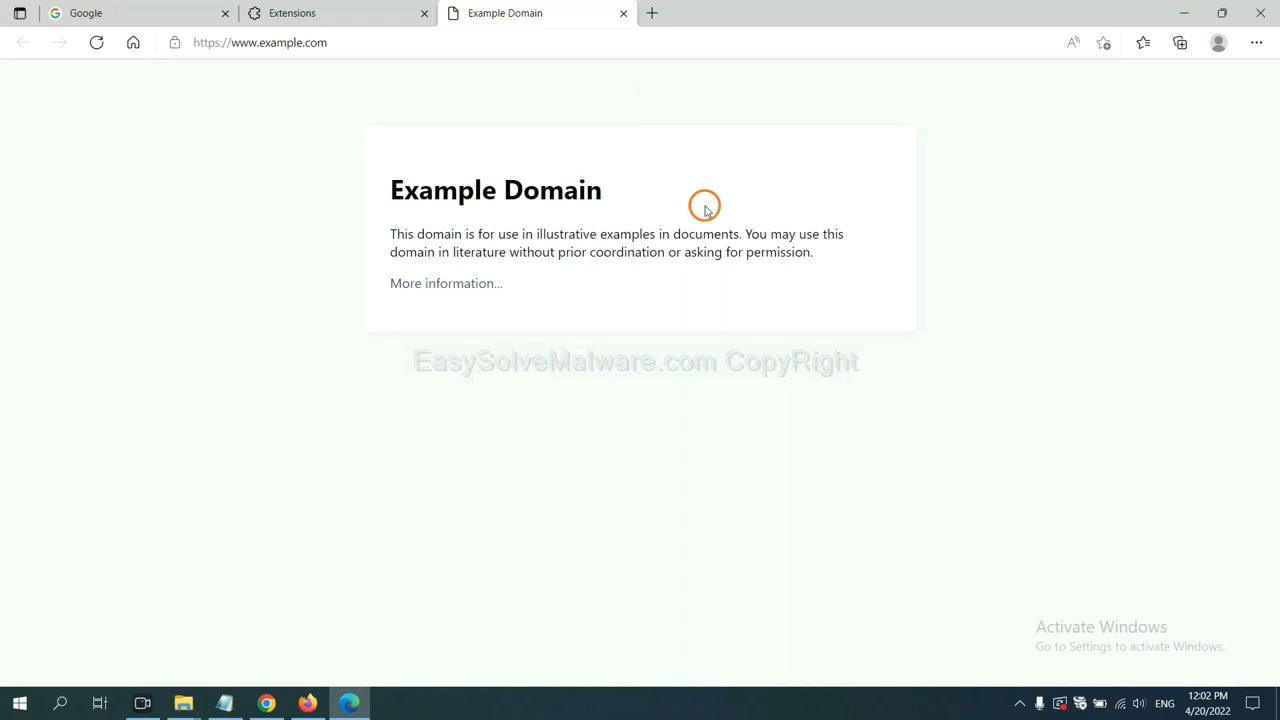 Google
Extensions
Example Domain
https://www.example.com
Example Domain
This domain is for use in illustrative examples in documents. You may use this
domain in literature without prior coordination or asking for permission.
More information...
EasySolveMalware.com CopyRight
Activate Windows
Go to Settings to activate Windows.
ENG
12:02 PM
4/20/2022